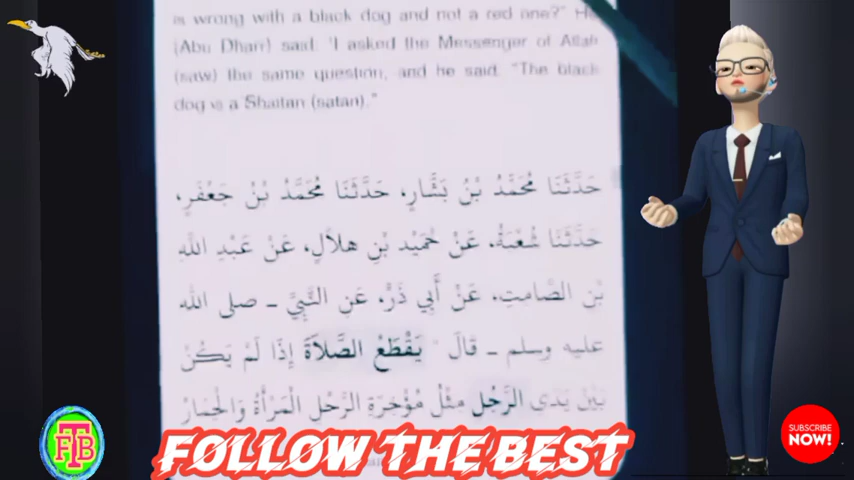 is wrong with a black dog and not a red one?" He
(Abu Dharr) said: 'I asked the Messenger of Allah
(saw) the same question, and he said: "The black
dog is a Shaitan (satan)."
حَدَّثَنَا مُحَمَّدُ بْنُ بَشَّارٍ، حَدَّثَنَا مُحَمَّدُ بْنُ جَعْفَرٍ،
حَدَّثَنَا شُعْبَةُ، عَنْ حُمَيْدِ بْنِ هِلاَلٍ، عَنْ عَبْدِ اللَّهِ
بْنِ الصَّامِتِ، عَنْ أَبِي ذَرٍّ، عَنِ النَّبِيِّ ـ صلى الله
عليه وسلم ـ قَالَ " يَقْطَعُ الصَّلاَةَ إِذَا لَمْ يَكُنْ
بَيْنَ يَدَىِ الرَّجُلِ مِثْلُ مُؤْخِرَةِ الرَّحْلِ الْمَرْأَةُ وَالْحِمَارُ
FOLLOW THE BEST
FTB
SUBSCRIBE
NOW!